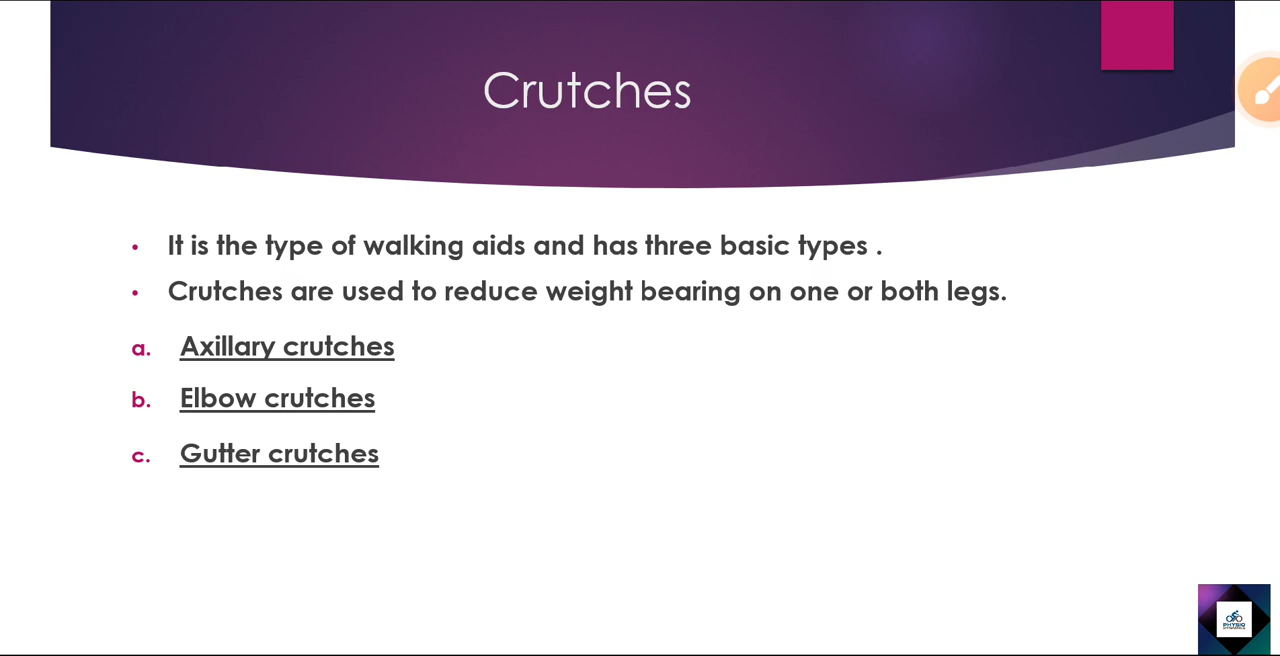 Crutches
• It is the type of walking aids and has three basic types .
• Crutches are used to reduce weight bearing on one or both legs.
a. Axillary crutches
b. Elbow crutches
c. Gutter crutches
PHYSIO